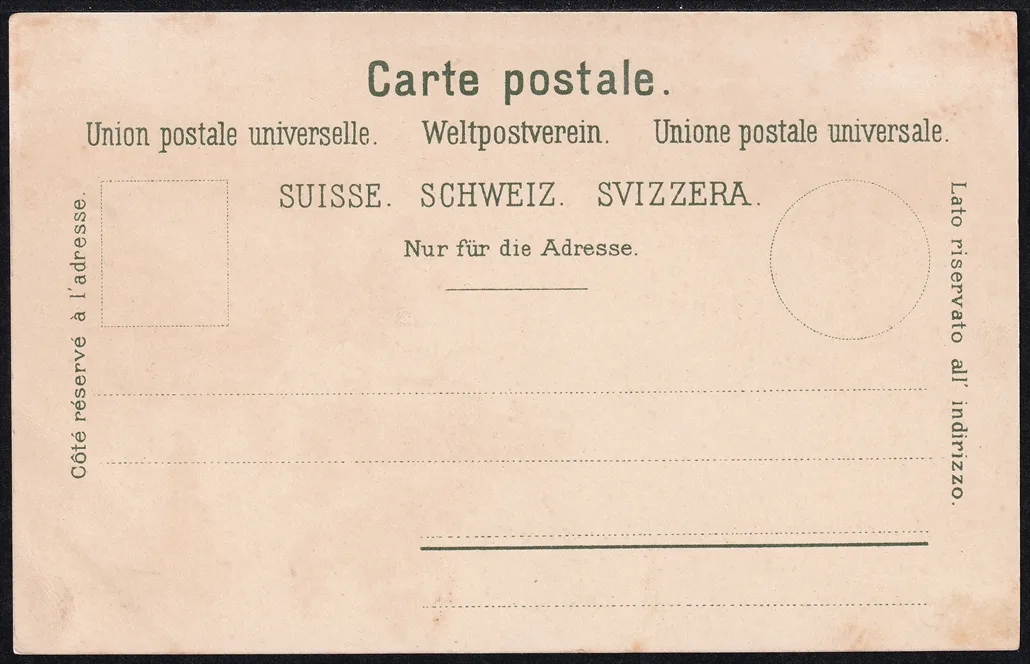 Carte postale.
Union postale universelle. Weltpostverein. Unione postale universale.
SUISSE. SCHWEIZ. SVIZZERA.
Nur für die Adresse.
Côté réservé à l'adresse.
Lato riservato all' indirizzo.